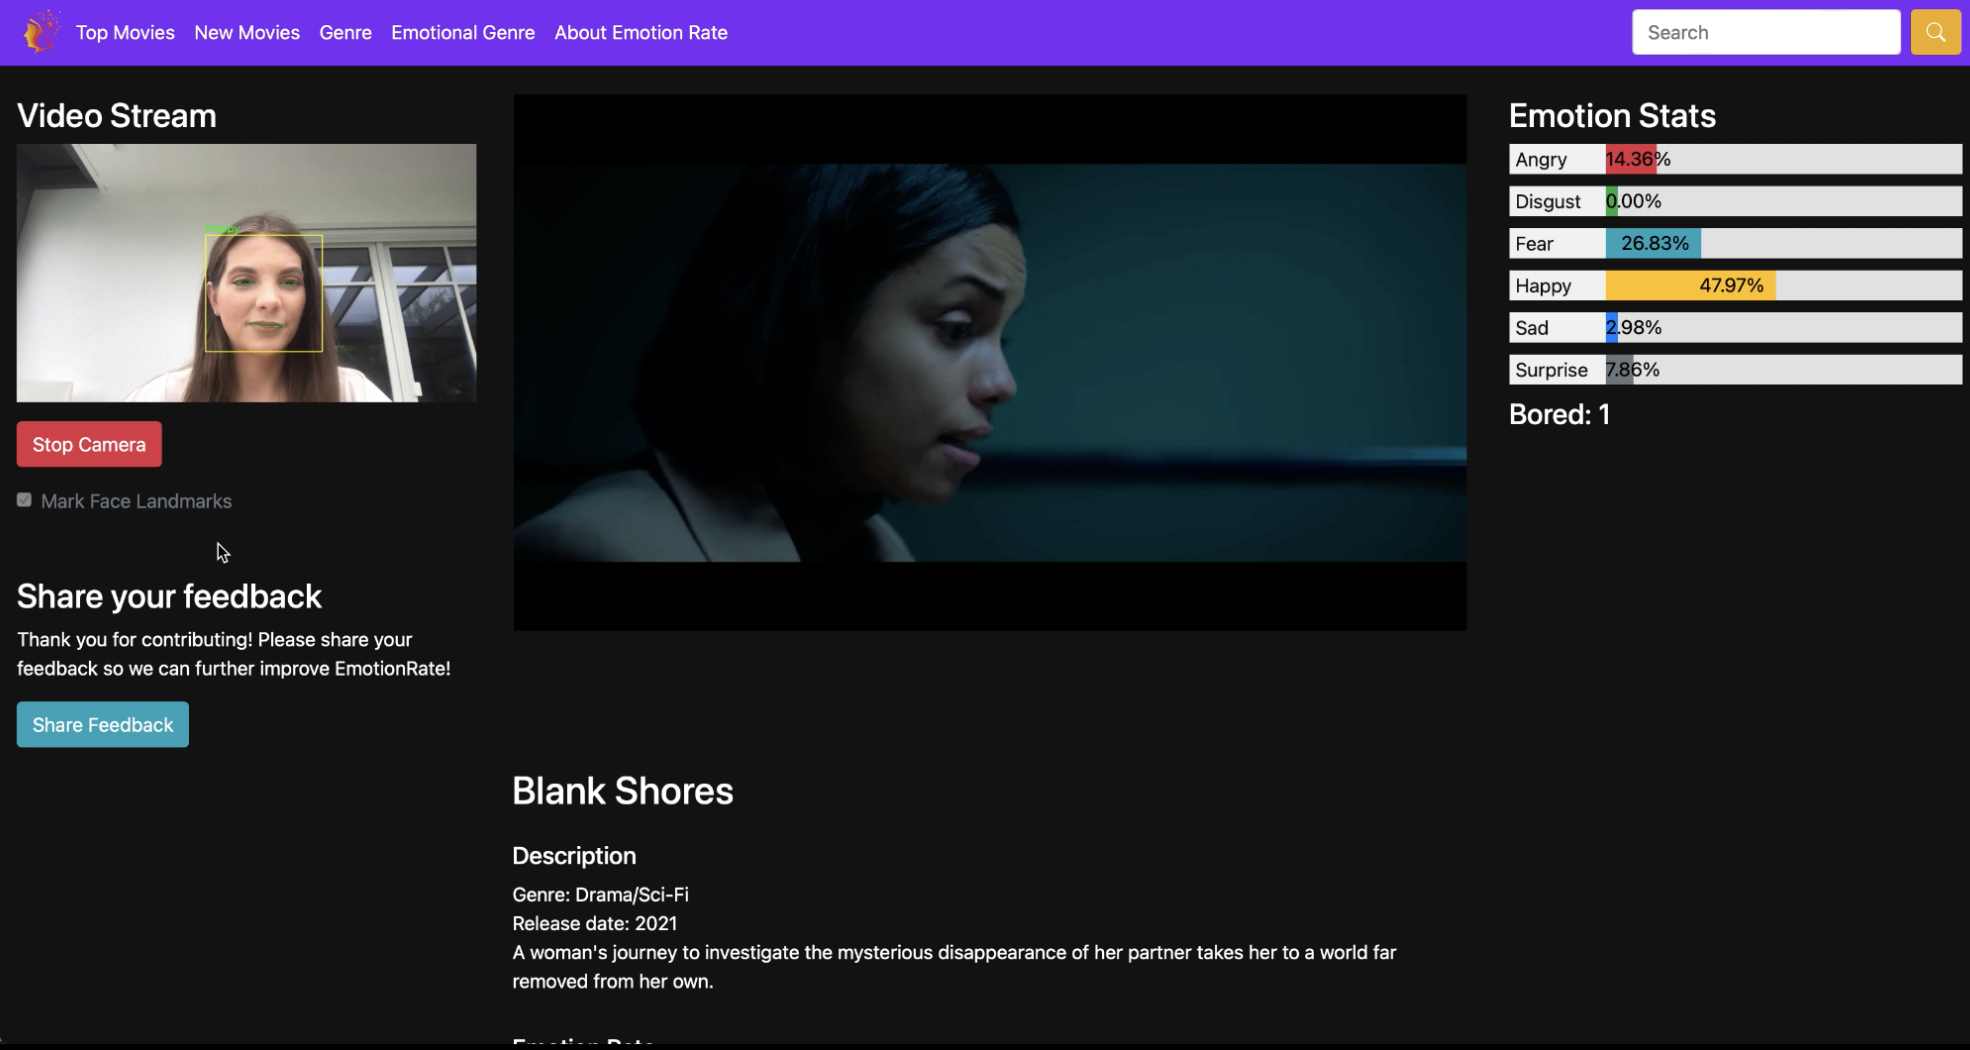 Top Movies New Movies Genre Emotional Genre About Emotion Rate Search
Video Stream
Happy
Stop Camera
Mark Face Landmarks
Share your feedback
Thank you for contributing! Please share your
feedback so we can further improve EmotionRate!
Share Feedback
Blank Shores
Description
Genre: Drama/Sci-Fi
Release date: 2021
A woman's journey to investigate the mysterious disappearance of her partner takes her to a world far
removed from her own.
Emotion Rate
Emotion Stats
Angry 14.36%
Disgust 0.00%
Fear 26.83%
Happy 47.97%
Sad 2.98%
Surprise 7.86%
Bored: 1